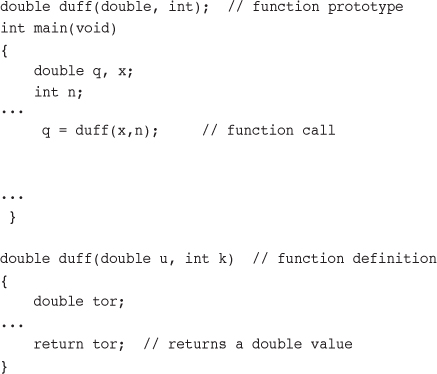 double duff(double, int);  // function prototype
int main(void)
{
    double q, x;
    int n;
...
     q = duff(x,n);     // function call
...
 }
double duff(double u, int k)  // function definition
{
    double tor;
...
    return tor;  // returns a double value
}